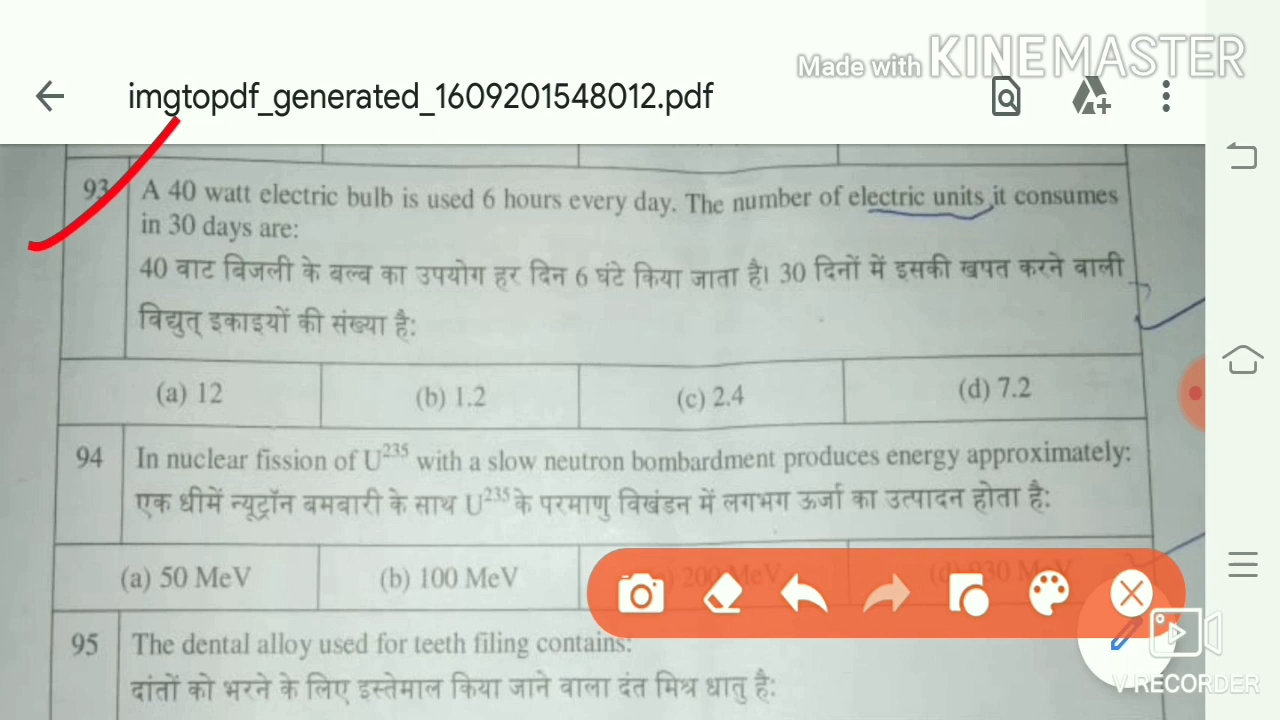 Made with KINEMASTER
imgtopdf_generated_1609201548012.pdf
93 A 40 watt electric bulb is used 6 hours every day. The number of electric units it consumes
in 30 days are:
40 वाट बिजली के बल्ब का उपयोग हर दिन 6 घंटे किया जाता है। 30 दिनों में इसकी खपत करने वाली
विद्युत् इकाइयों की संख्या है:
(a) 12 (b) 1.2 (c) 2.4 (d) 7.2
94 In nuclear fission of U²³⁵ with a slow neutron bombardment produces energy approximately:
एक धीमें न्यूट्रॉन बमबारी के साथ U²³⁵ के परमाणु विखंडन में लगभग ऊर्जा का उत्पादन होता है:
(a) 50 MeV (b) 100 MeV 200 MeV (d) 930 MeV
95 The dental alloy used for teeth filing contains:
दांतों को भरने के लिए इस्तेमाल किया जाने वाला दंत मिश्र धातु है:
V RECORDER